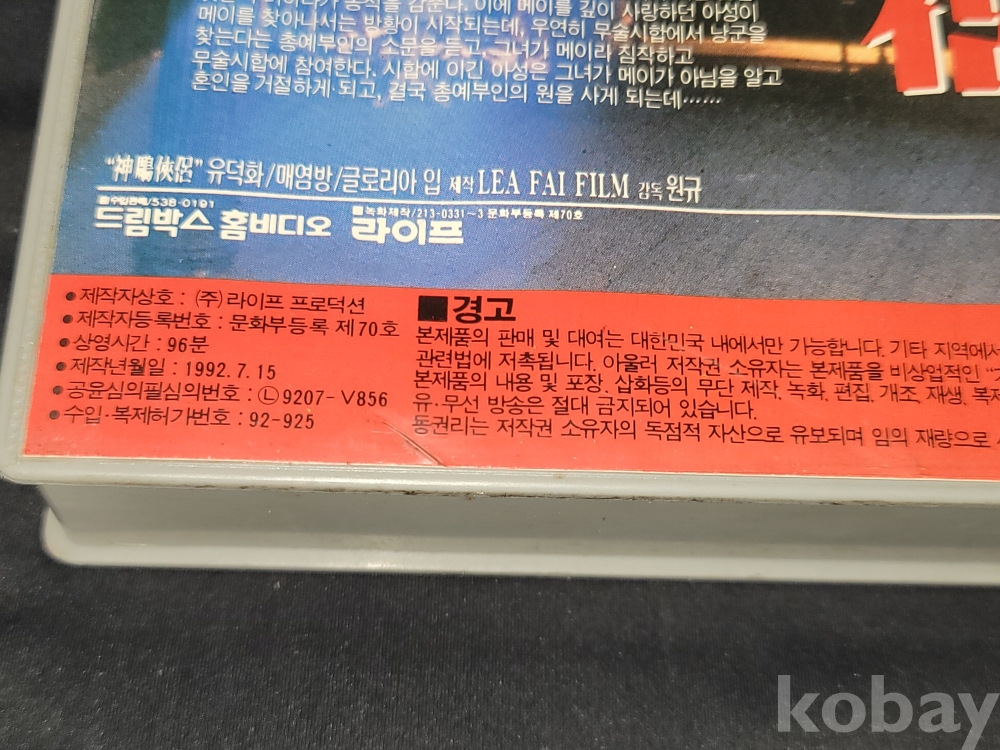 메이를 찾아나서는 방황이 시작되는데, 우연히 무술시합에서 낭군을
찾는다는 총예부인의 소문을 듣고, 그녀가 메이라 짐작하고
무술시합에 참여한다. 시합에 이긴 아성은 그녀가 메이가 아님을 알고
혼인을 거절하게 되고, 결국 총예부인의 원을 사게 되는데……
“神鵰俠侶” 유덕화/매염방/글로리아 입 제작 LEA FAI FILM 감독 원규
■수입판매/538-0191
드림박스 홈비디오
■녹화제작/213-0331~3 문화부등록 제70호
라이프
● 제작자상호 : (주) 라이프 프로덕션
● 제작자등록번호 : 문화부등록 제70호
● 상영시간 : 96분
● 제작년월일 : 1992. 7. 15
● 공윤심의필심의번호 : Ⓛ9207-V856
● 수입·복제허가번호 : 92-925
■경고
본제품의 판매 및 대여는 대한민국 내에서만 가능합니다. 기타 지역에서
관련법에 저촉됩니다. 아울러 저작권 소유자는 본제품을 비상업적인
본제품의 내용 및 포장, 삽화등의 무단 제작, 녹화, 편집, 개조, 재생, 복제
유·무선 방송은 절대 금지되어 있습니다.
동권리는 저작권 소유자의 독점적 자산으로 유보되며 임의 재량으로
kobay